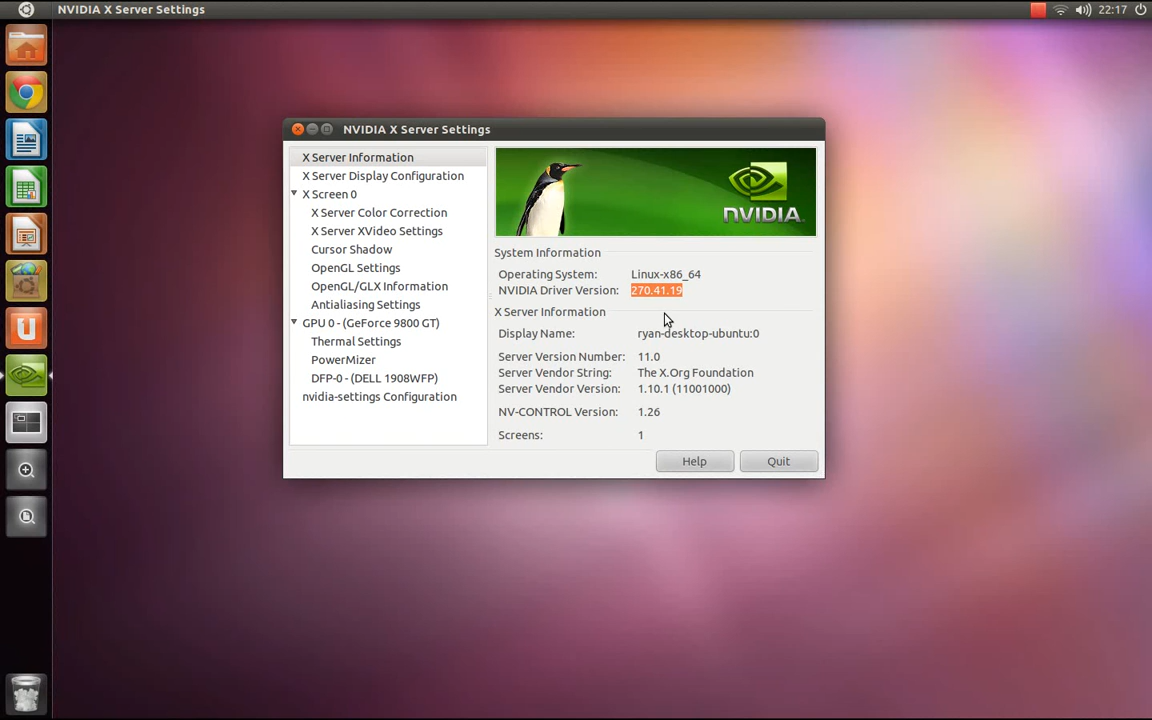 NVIDIA X Server Settings
22:17
NVIDIA X Server Settings
X Server Information
X Server Display Configuration
X Screen 0
X Server Color Correction
X Server XVideo Settings
Cursor Shadow
OpenGL Settings
OpenGL/GLX Information
Antialiasing Settings
GPU 0 - (GeForce 9800 GT)
Thermal Settings
PowerMizer
DFP-0 - (DELL 1908WFP)
nvidia-settings Configuration
NVIDIA.
System Information
Operating System: Linux-x86_64
NVIDIA Driver Version: 270.41.19
X Server Information
Display Name: ryan-desktop-ubuntu:0
Server Version Number: 11.0
Server Vendor String: The X.Org Foundation
Server Vendor Version: 1.10.1 (11001000)
NV-CONTROL Version: 1.26
Screens: 1
Help Quit